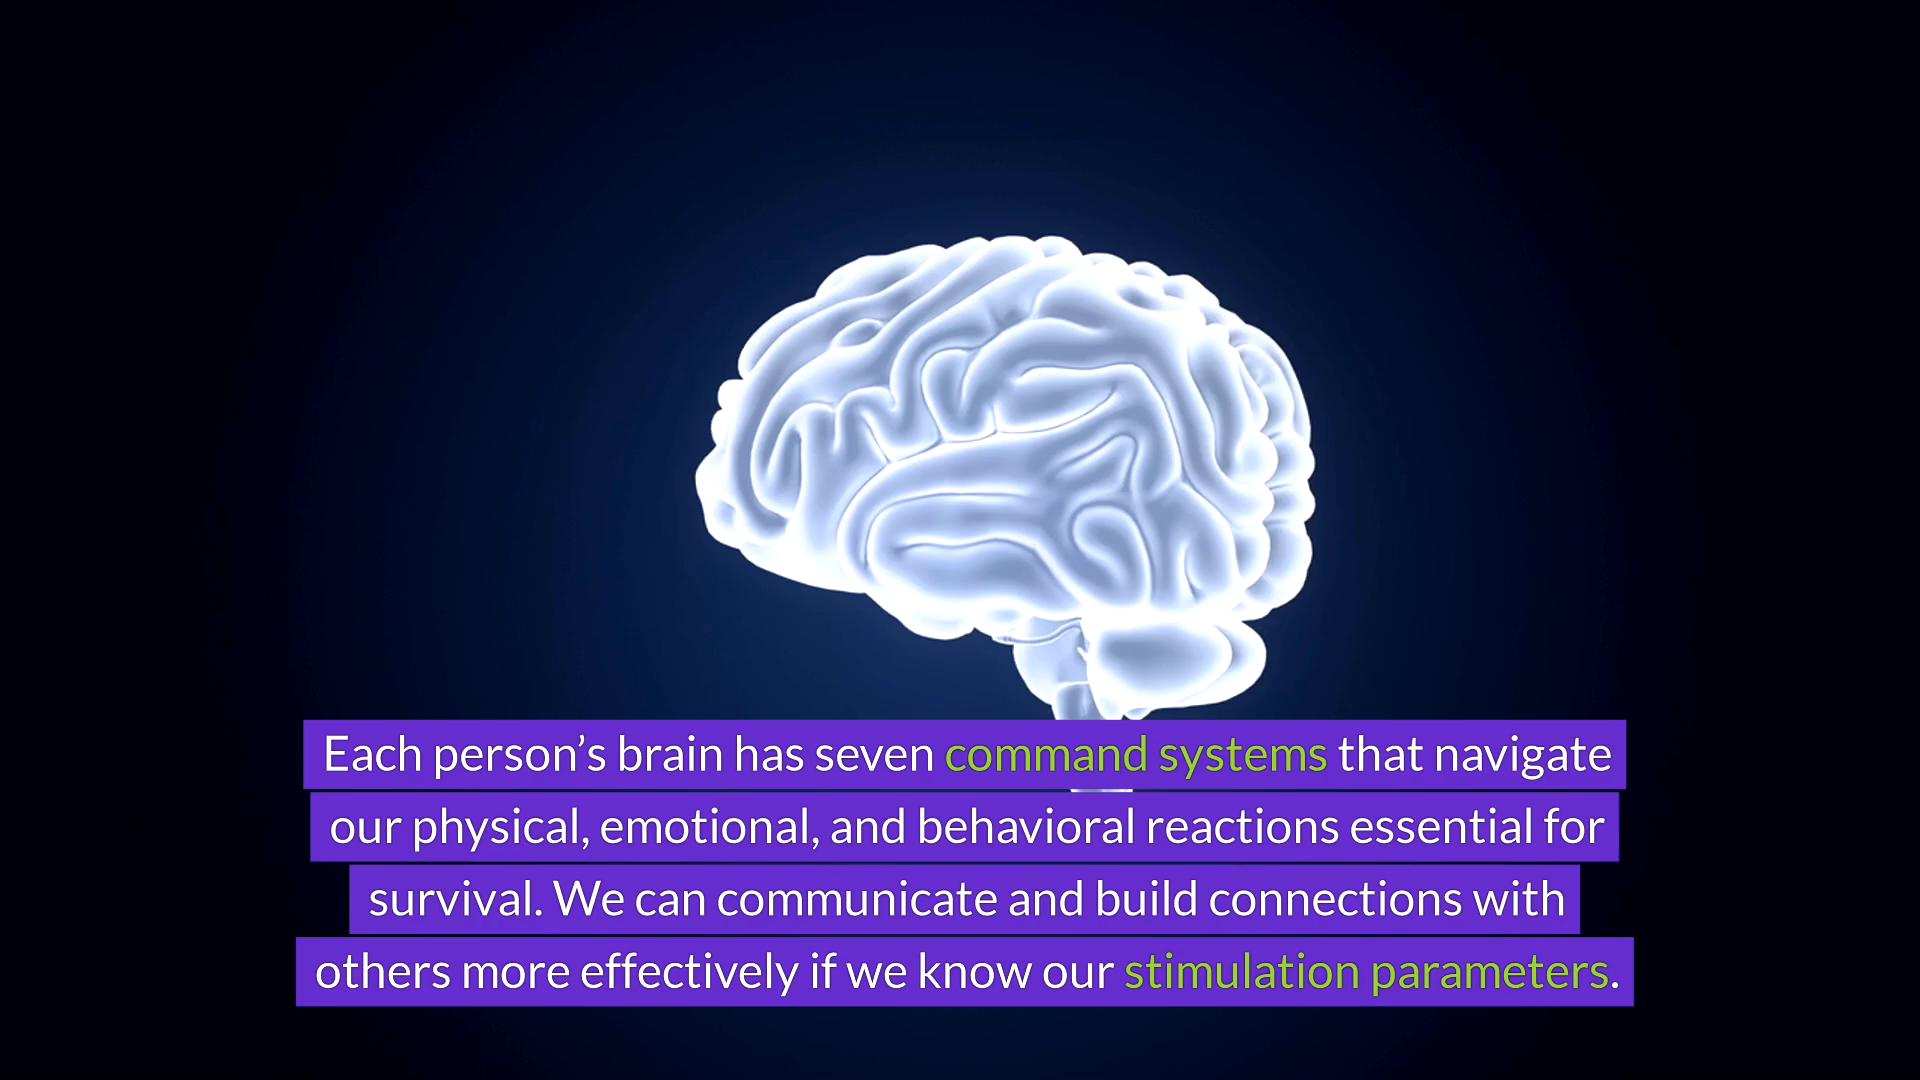 Each person’s brain has seven command systems that navigate
our physical, emotional, and behavioral reactions essential for
survival. We can communicate and build connections with
others more effectively if we know our stimulation parameters.